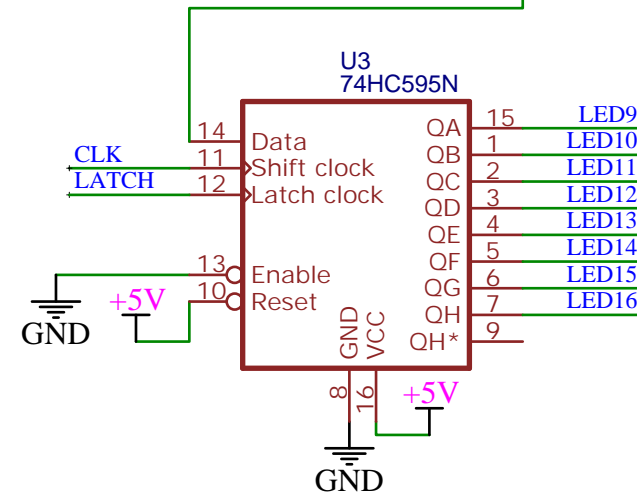 U3
74HC595N
14 Data QA 15 LED9
QB 1 LED10
CLK 11 Shift clock QC 2 LED11
LATCH 12 Latch clock QD 3 LED12
QE 4 LED13
QF 5 LED14
13 Enable QG 6 LED15
+5V 10 Reset QH 7 LED16
GND
QH* 9
GND VCC
8 16 +5V
GND